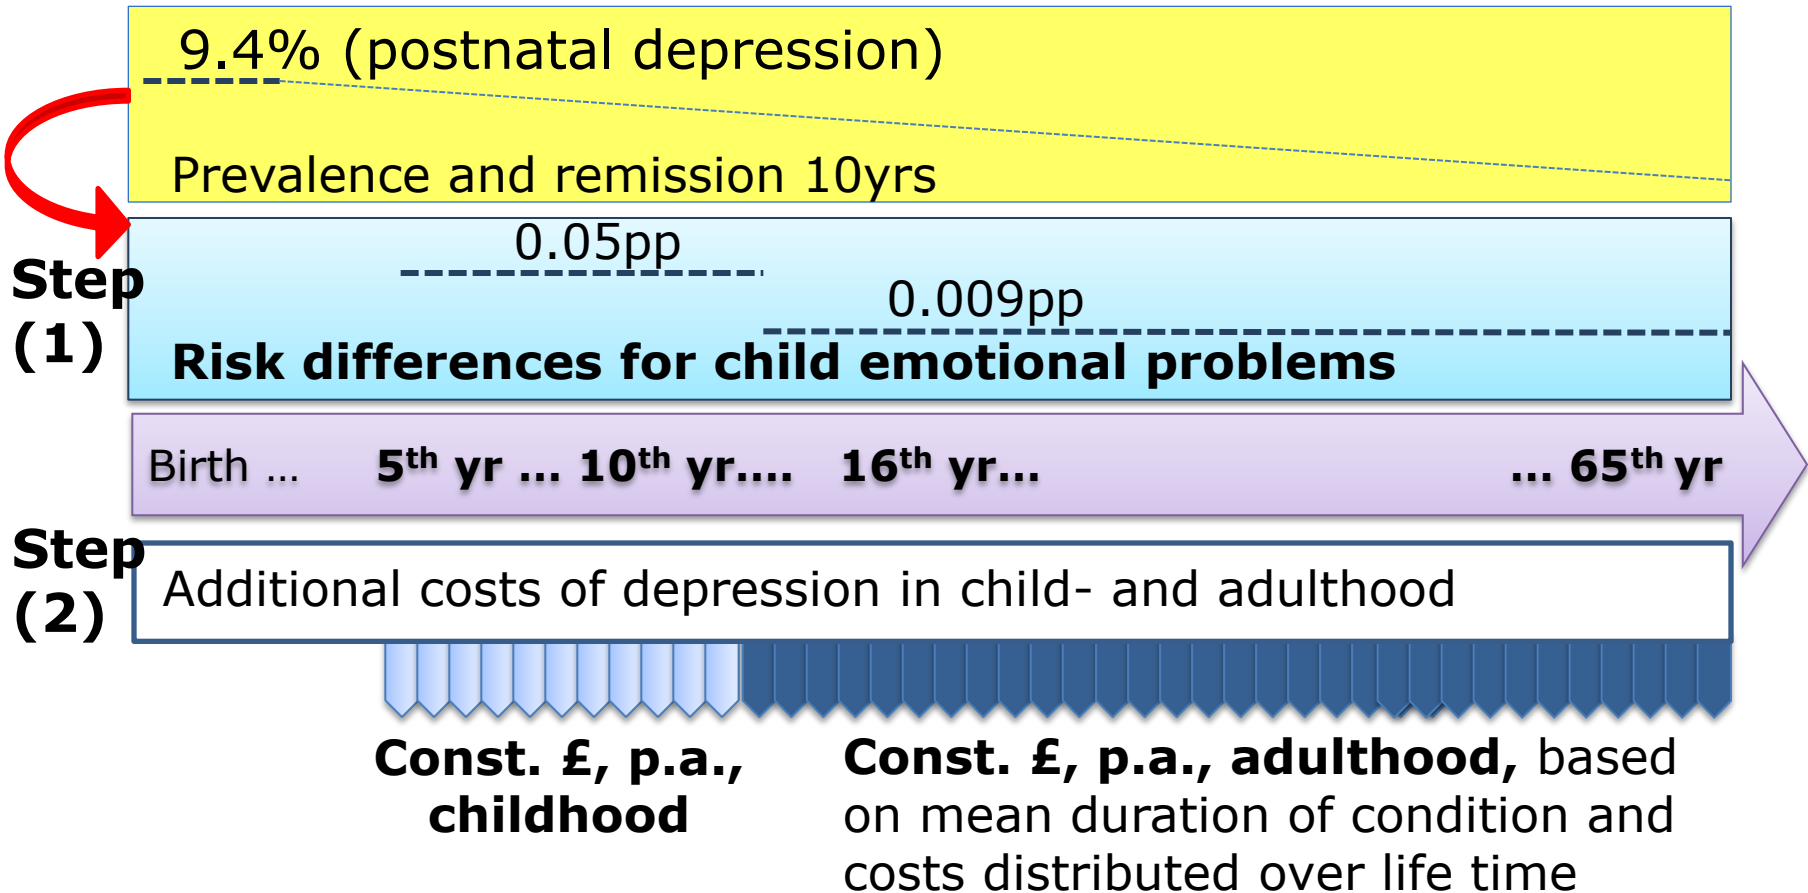 9.4% (postnatal depression)
Prevalence and remission 10yrs
Step
(1)
0.05pp
0.009pp
Risk differences for child emotional problems
Birth ... 5th yr ... 10th yr.... 16th yr... ... 65th yr
Step
(2)
Additional costs of depression in child- and adulthood
Const. £, p.a.,
childhood
Const. £, p.a., adulthood, based
on mean duration of condition and
costs distributed over life time